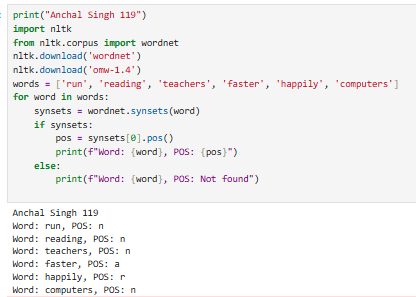 print("Anchal Singh 119")
import nltk
from nltk.corpus import wordnet
nltk.download('wordnet')
nltk.download('omw-1.4')
words = ['run', 'reading', 'teachers', 'faster', 'happily', 'computers']
for word in words:
    synsets = wordnet.synsets(word)
    if synsets:
        pos = synsets[0].pos()
        print(f"Word: {word}, POS: {pos}")
    else:
        print(f"Word: {word}, POS: Not found")
Anchal Singh 119
Word: run, POS: n
Word: reading, POS: n
Word: teachers, POS: n
Word: faster, POS: a
Word: happily, POS: r
Word: computers, POS: n